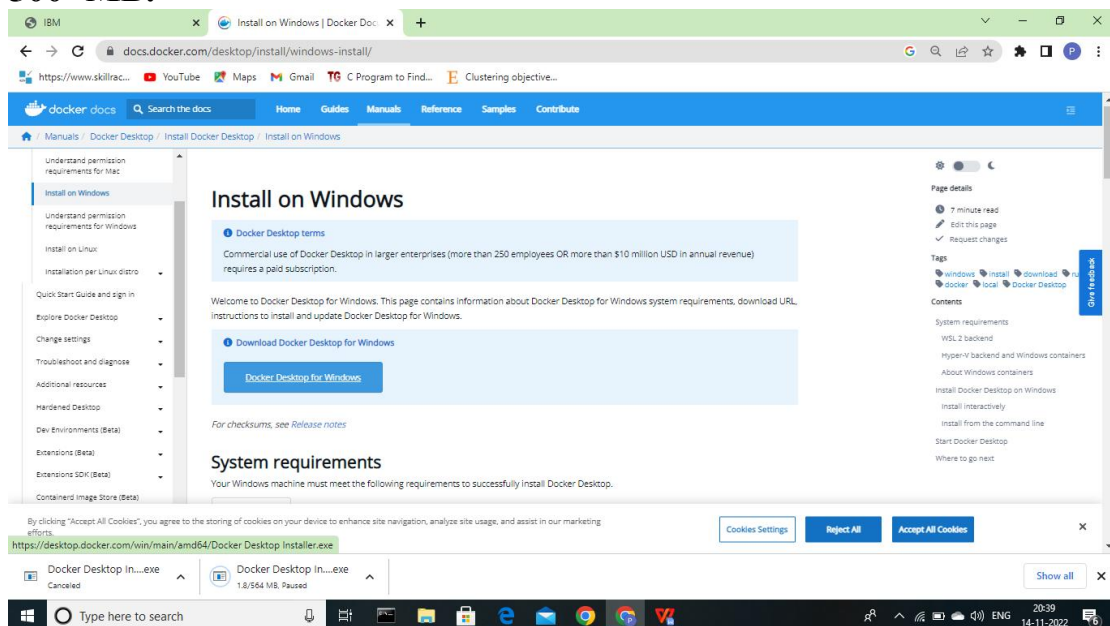 IBM
Install on Windows | Docker Doc
docs.docker.com/desktop/install/windows-install/
P
https://www.skillrac...
YouTube
Maps
Gmail
TG C Program to Find...
E Clustering objective...
docker docs
Search the docs
Home
Guides
Manuals
Reference
Samples
Contribute
/ Manuals / Docker Desktop / Install Docker Desktop / Install on Windows
Understand permission
requirements for Mac
Install on Windows
Understand permission
requirements for Windows
Install on Linux
Installation per Linux distro
Quick Start Guide and sign in
Explore Docker Desktop
Change settings
Troubleshoot and diagnose
Additional resources
Hardened Desktop
Dev Environments (Beta)
Extensions (Beta)
Extensions SDK (Beta)
Containerd Image Store (Beta)
Install on Windows
Docker Desktop terms
Commercial use of Docker Desktop in larger enterprises (more than 250 employees OR more than $10 million USD in annual revenue)
requires a paid subscription.
Welcome to Docker Desktop for Windows. This page contains information about Docker Desktop for Windows system requirements, download URL,
instructions to install and update Docker Desktop for Windows.
Download Docker Desktop for Windows
Docker Desktop for Windows
For checksums, see Release notes
System requirements
Your Windows machine must meet the following requirements to successfully install Docker Desktop.
Page details
7 minute read
Edit this page
Request changes
Tags
windows install download ru
docker local Docker Desktop
Give feedback
Contents
System requirements
WSL 2 backend
Hyper-V backend and Windows containers
About Windows containers
Install Docker Desktop on Windows
Install interactively
Install from the command line
Start Docker Desktop
Where to go next
By clicking "Accept All Cookies", you agree to the storing of cookies on your device to enhance site navigation, analyze site usage, and assist in our marketing
efforts.
Cookies Settings
Reject All
Accept All Cookies
https://desktop.docker.com/win/main/amd64/Docker Desktop Installer.exe
Docker Desktop In....exe
Canceled
Docker Desktop In....exe
1.8/564 MB, Paused
Show all
Type here to search
ENG
20:39
14-11-2022